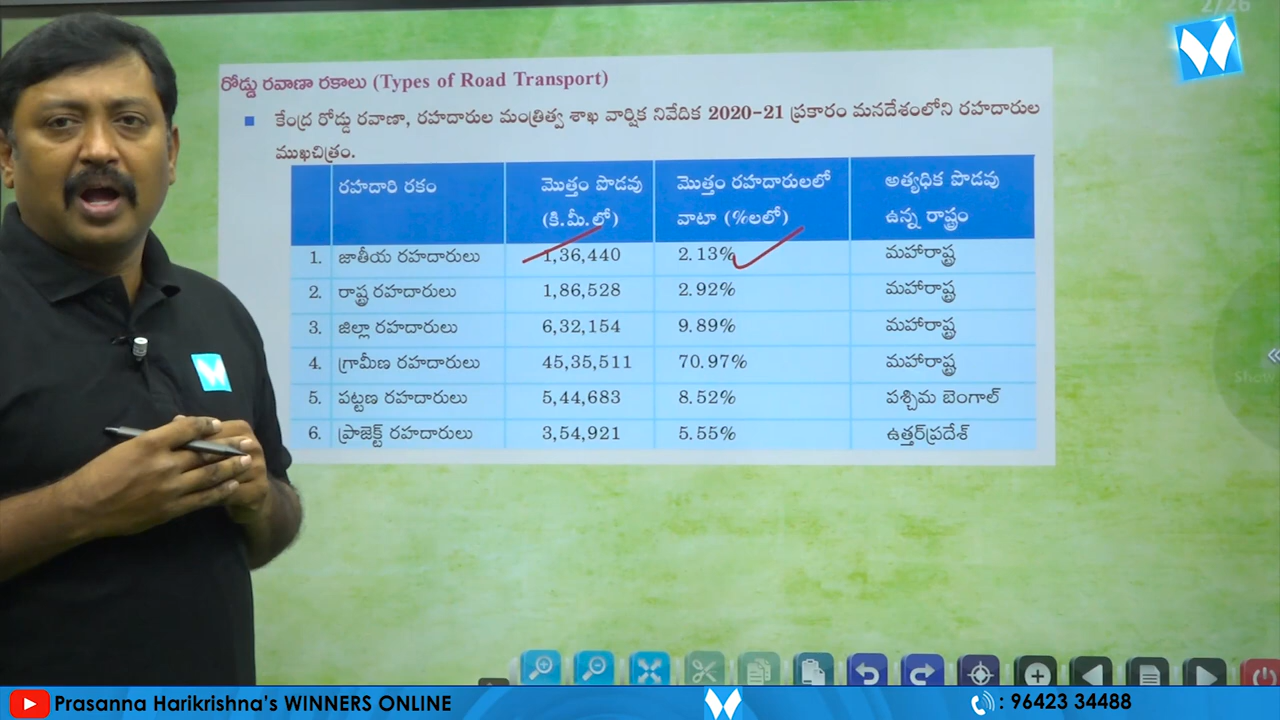 2/26
రోడ్డు రవాణా రకాలు (Types of Road Transport)
కేంద్ర రోడ్డు రవాణా, రహదారుల మంత్రిత్వ శాఖ వార్షిక నివేదిక 2020-21 ప్రకారం మనదేశంలోని రహదారుల
ముఖచిత్రం.
రహదారి రకం మొత్తం పొడవు మొత్తం రహదారులలో అత్యధిక పొడవు
(కి.మీ.లో) వాటా (%లలో) ఉన్న రాష్ట్రం
1. జాతీయ రహదారులు 1,36,440 2.13% మహారాష్ట్ర
2. రాష్ట్ర రహదారులు 1,86,528 2.92% మహారాష్ట్ర
3. జిల్లా రహదారులు 6,32,154 9.89% మహారాష్ట్ర
4. గ్రామీణ రహదారులు 45,35,511 70.97% మహారాష్ట్ర
5. పట్టణ రహదారులు 5,44,683 8.52% పశ్చిమ బెంగాల్
6. ప్రాజెక్ట్ రహదారులు 3,54,921 5.55% ఉత్తర్‌ప్రదేశ్
Show
Prasanna Harikrishna's WINNERS ONLINE
: 96423 34488